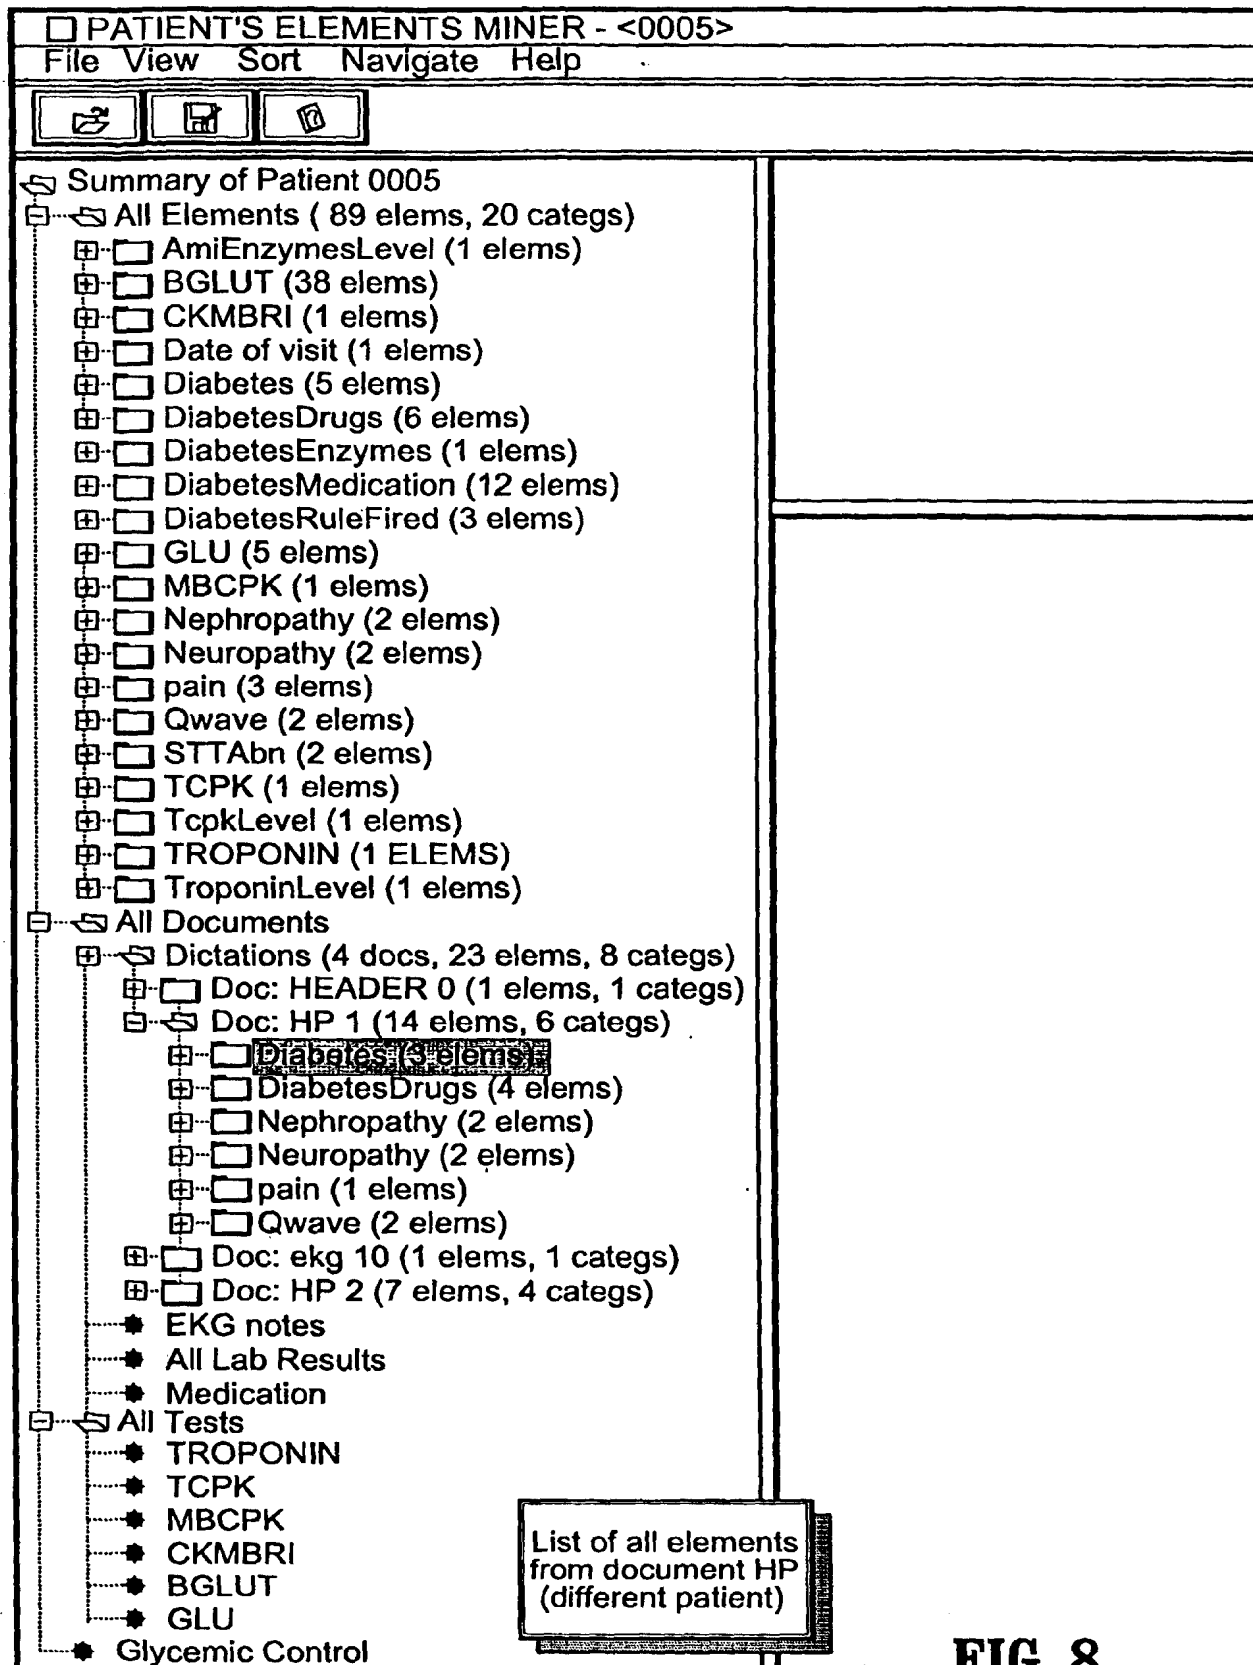 PATIENT'S ELEMENTS MINER - <0005>
File View Sort Navigate Help
Summary of Patient 0005
All Elements ( 89 elems, 20 categs)
AmiEnzymesLevel (1 elems)
BGLUT (38 elems)
CKMBRI (1 elems)
Date of visit (1 elems)
Diabetes (5 elems)
DiabetesDrugs (6 elems)
DiabetesEnzymes (1 elems)
DiabetesMedication (12 elems)
DiabetesRuleFired (3 elems)
GLU (5 elems)
MBCPK (1 elems)
Nephropathy (2 elems)
Neuropathy (2 elems)
pain (3 elems)
Qwave (2 elems)
STTAbn (2 elems)
TCPK (1 elems)
TcpkLevel (1 elems)
TROPONIN (1 ELEMS)
TroponinLevel (1 elems)
All Documents
Dictations (4 docs, 23 elems, 8 categs)
Doc: HEADER 0 (1 elems, 1 categs)
Doc: HP 1 (14 elems, 6 categs)
Diabetes (3 elems)
DiabetesDrugs (4 elems)
Nephropathy (2 elems)
Neuropathy (2 elems)
pain (1 elems)
Qwave (2 elems)
Doc: ekg 10 (1 elems, 1 categs)
Doc: HP 2 (7 elems, 4 categs)
EKG notes
All Lab Results
Medication
All Tests
TROPONIN
TCPK
MBCPK
CKMBRI
BGLUT
GLU
Glycemic Control
List of all elements
from document HP
(different patient)
FIG. 8